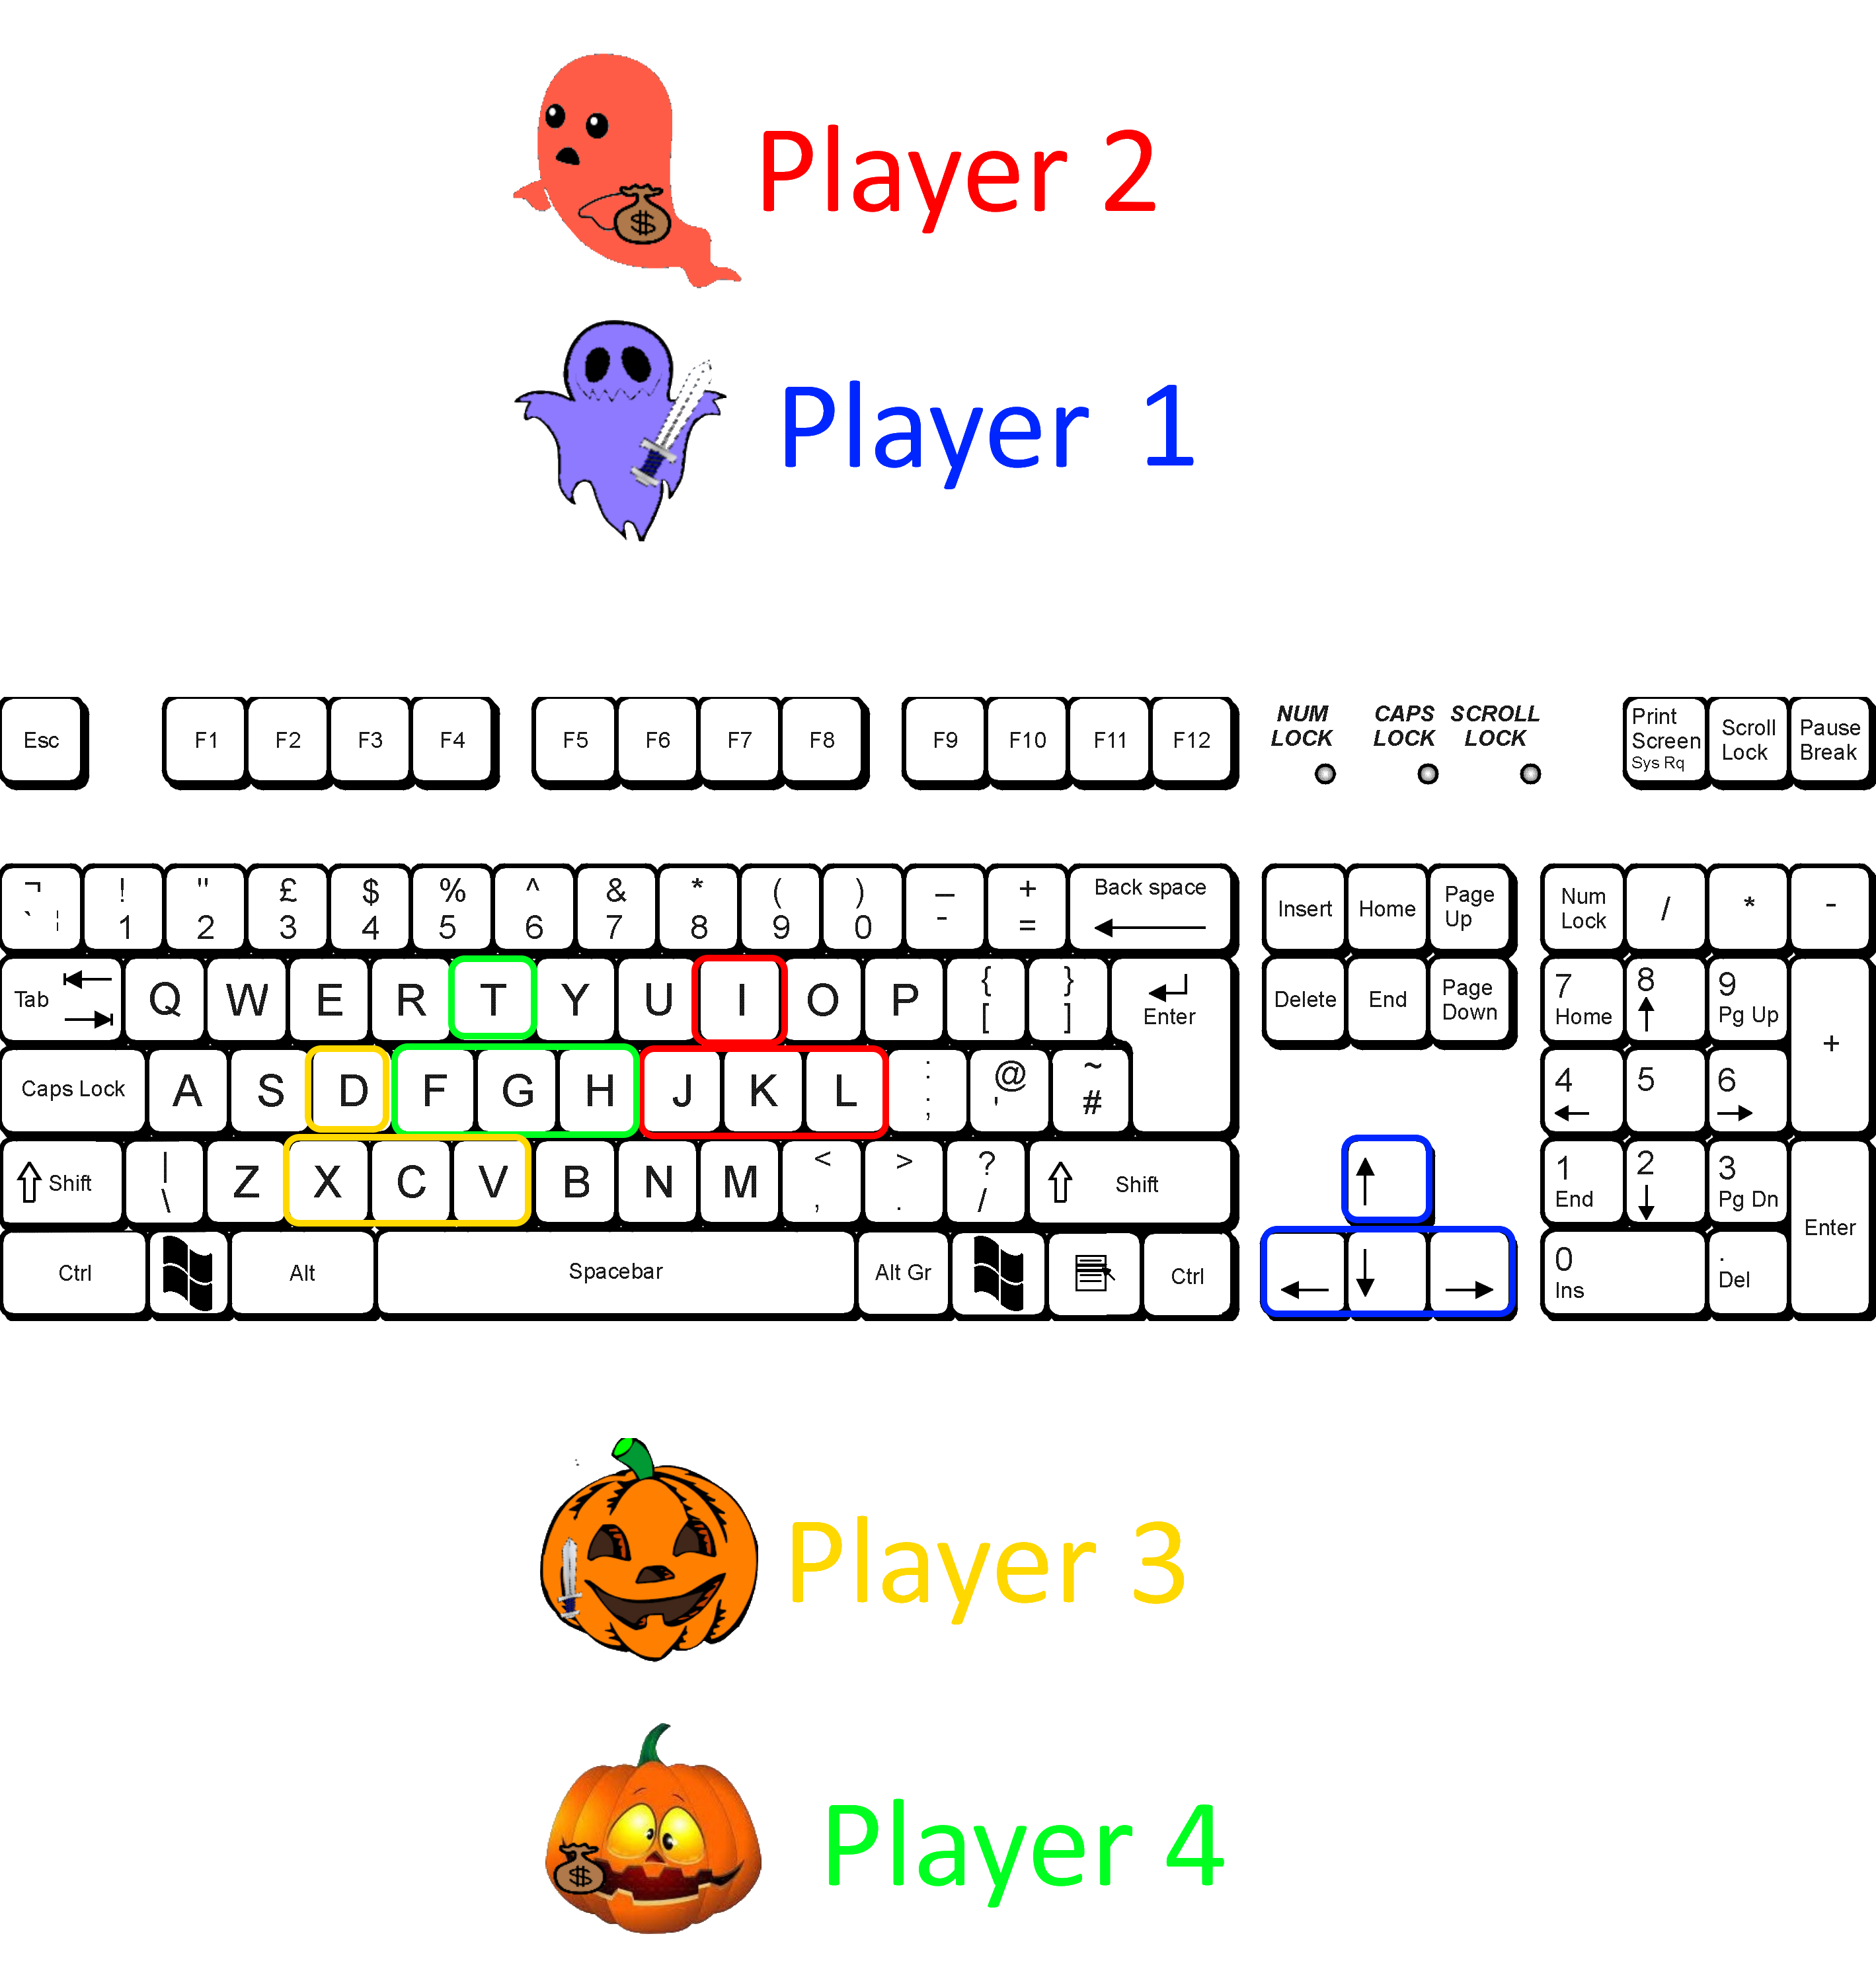 $
Player 2
Player 1
Esc F1 F2 F3 F4 F5 F6 F7 F8 F9 F10 F11 F12
NUM LOCK CAPS LOCK SCROLL LOCK
Print Screen Sys Rq Scroll Lock Pause Break
¬ ` ¦ ! 1 " 2 £ 3 $ 4 % 5 ^ 6 & 7 * 8 ( 9 ) 0 _ - + = Back space Insert Home Page Up Num Lock / * -
Tab Q W E R T Y U I O P { [ } ] Enter Delete End Page Down 7 Home 8 9 Pg Up +
Caps Lock A S D F G H J K L : ; @ ' ~ # 4 5 6
Shift | \ Z X C V B N M < , > . ? / Shift 1 End 2 3 Pg Dn Enter
Ctrl Alt Spacebar Alt Gr Ctrl 0 Ins . Del
Player 3
Player 4
$